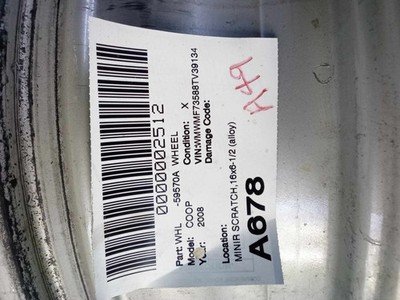 0000002512
Part: WHL -59570A WHEEL
Model: COOP Condition: X
Year: 2008 VIN:WMWMF73588TV39134
Damage Code:
Location:
MINIR SCRATCH,16x6-1/2 (alloy)
A678
A49